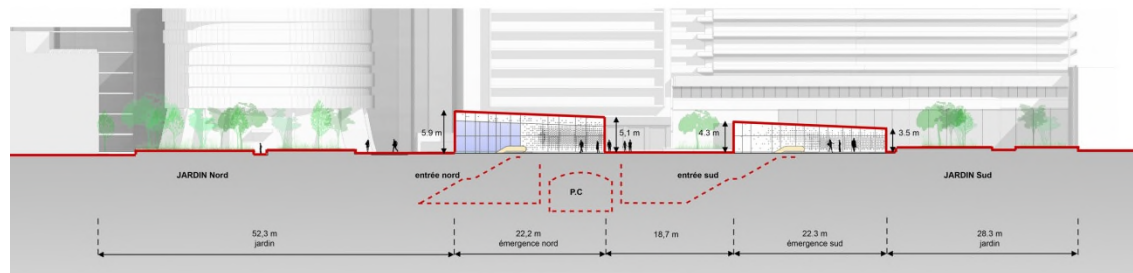 5.9 m
5,1 m
4.3 m
3.5 m
JARDIN Nord
entrée nord
P.C
entrée sud
JARDIN Sud
52,3 m
jardin
22,2 m
émergence nord
18,7 m
22.3 m
émergence sud
28.3 m
jardin